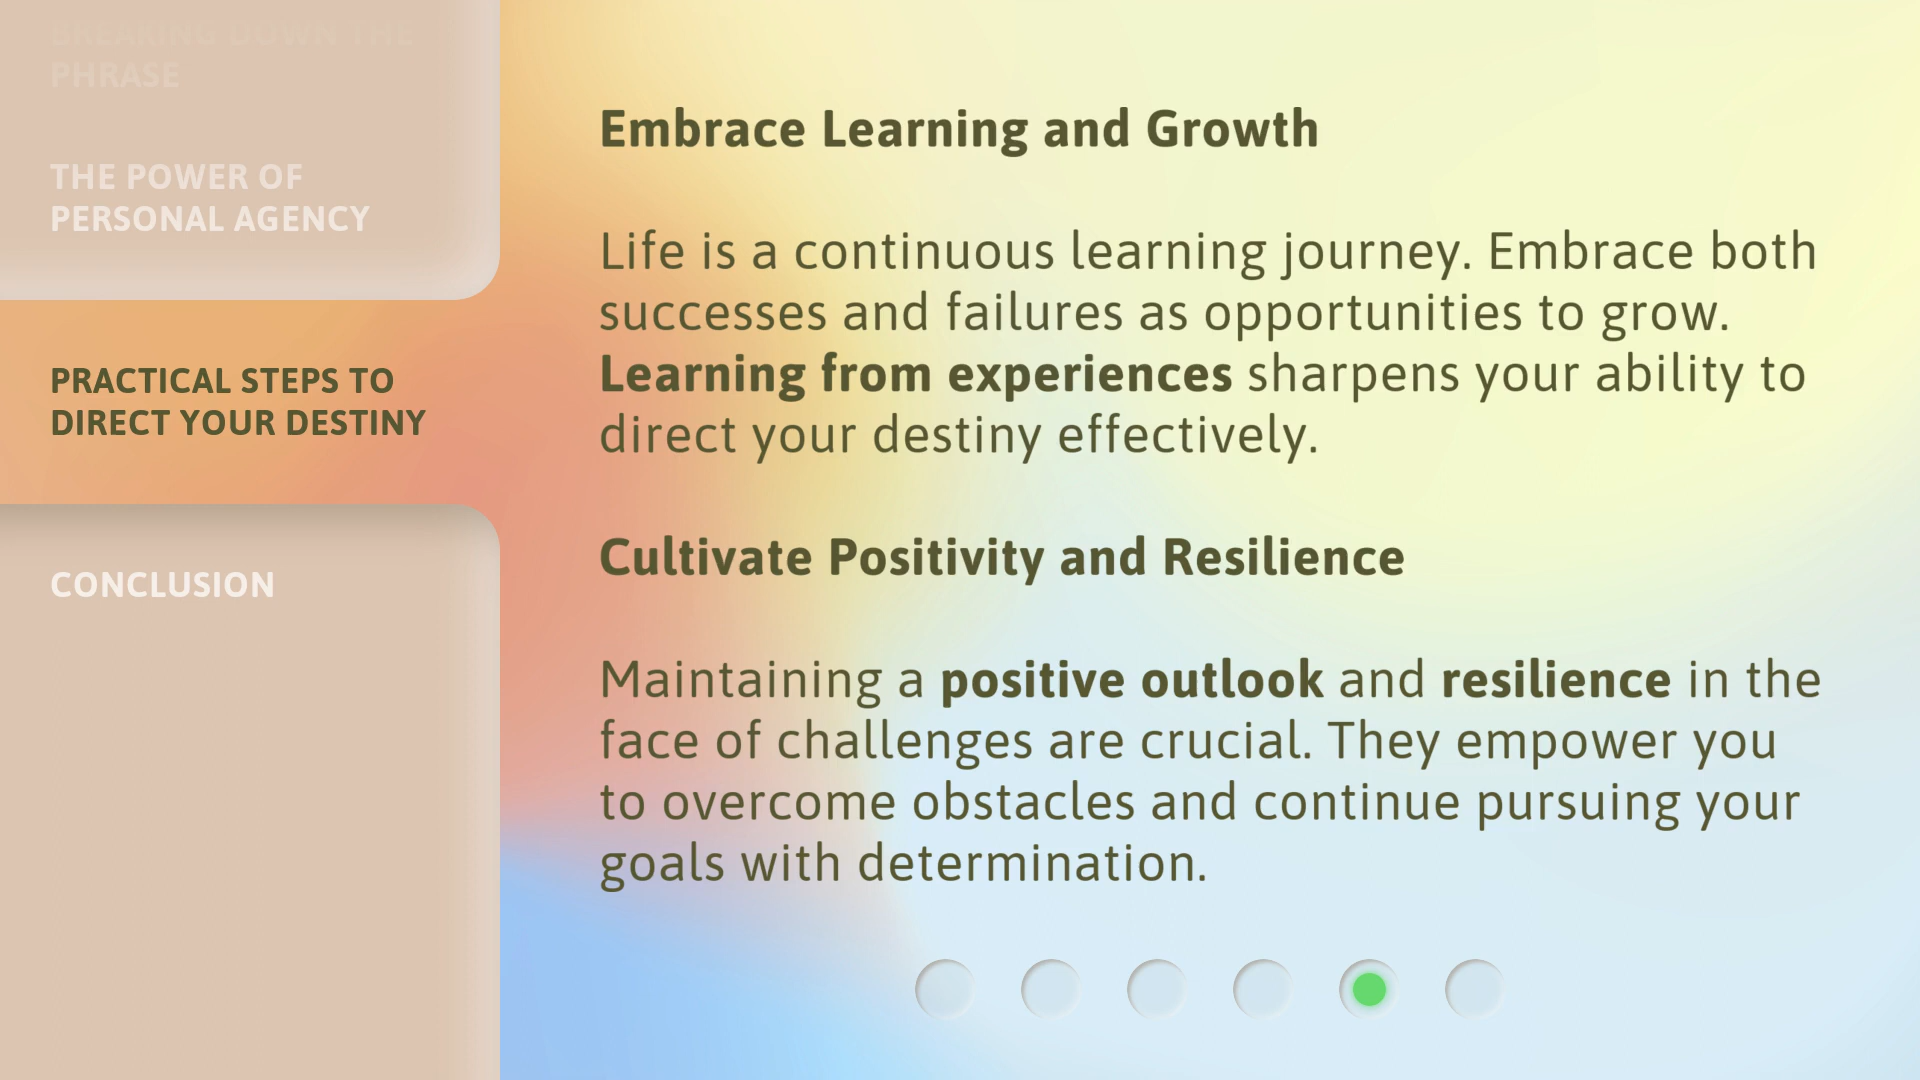 BREAKING DOWN THE
PHRASE
THE POWER OF
PERSONAL AGENCY
PRACTICAL STEPS TO
DIRECT YOUR DESTINY
CONCLUSION
Embrace Learning and Growth
Life is a continuous learning journey. Embrace both
successes and failures as opportunities to grow.
Learning from experiences sharpens your ability to
direct your destiny effectively.
Cultivate Positivity and Resilience
Maintaining a positive outlook and resilience in the
face of challenges are crucial. They empower you
to overcome obstacles and continue pursuing your
goals with determination.